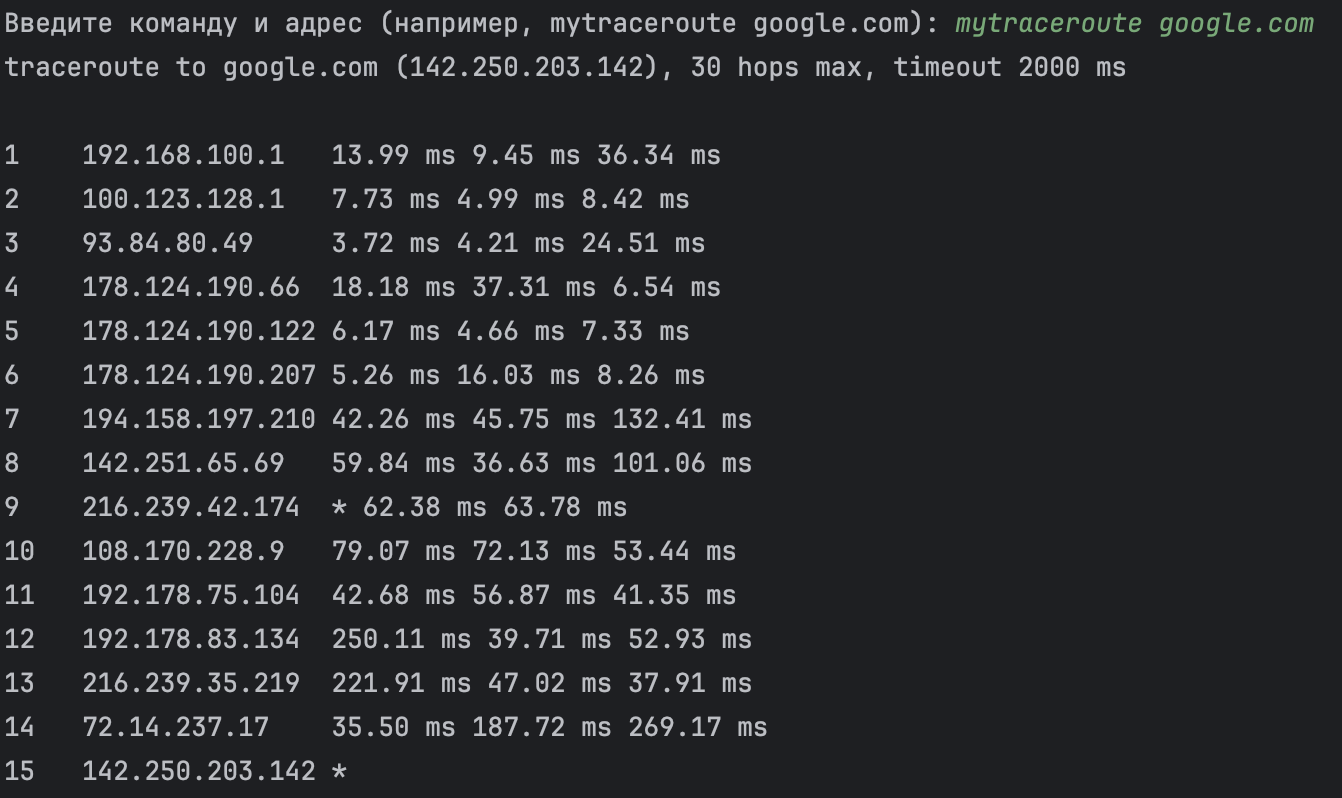 Введите команду и адрес (например, mytraceroute google.com): mytraceroute google.com
traceroute to google.com (142.250.203.142), 30 hops max, timeout 2000 ms
1    192.168.100.1   13.99 ms 9.45 ms 36.34 ms
2    100.123.128.1   7.73 ms 4.99 ms 8.42 ms
3    93.84.80.49     3.72 ms 4.21 ms 24.51 ms
4    178.124.190.66  18.18 ms 37.31 ms 6.54 ms
5    178.124.190.122 6.17 ms 4.66 ms 7.33 ms
6    178.124.190.207 5.26 ms 16.03 ms 8.26 ms
7    194.158.197.210 42.26 ms 45.75 ms 132.41 ms
8    142.251.65.69   59.84 ms 36.63 ms 101.06 ms
9    216.239.42.174  * 62.38 ms 63.78 ms
10   108.170.228.9   79.07 ms 72.13 ms 53.44 ms
11   192.178.75.104  42.68 ms 56.87 ms 41.35 ms
12   192.178.83.134  250.11 ms 39.71 ms 52.93 ms
13   216.239.35.219  221.91 ms 47.02 ms 37.91 ms
14   72.14.237.17    35.50 ms 187.72 ms 269.17 ms
15   142.250.203.142 *